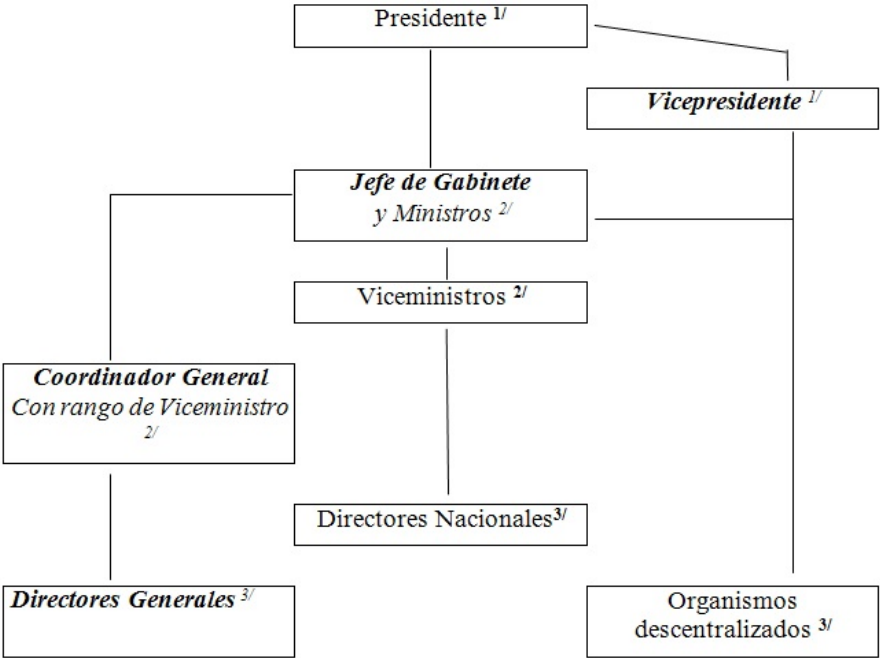 Presidente 1/
Vicepresidente 1/
Jefe de Gabinete
y Ministros 2/
Viceministros 2/
Coordinador General
Con rango de Viceministro
2/
Directores Nacionales3/
Directores Generales 3/
Organismos
descentralizados 3/